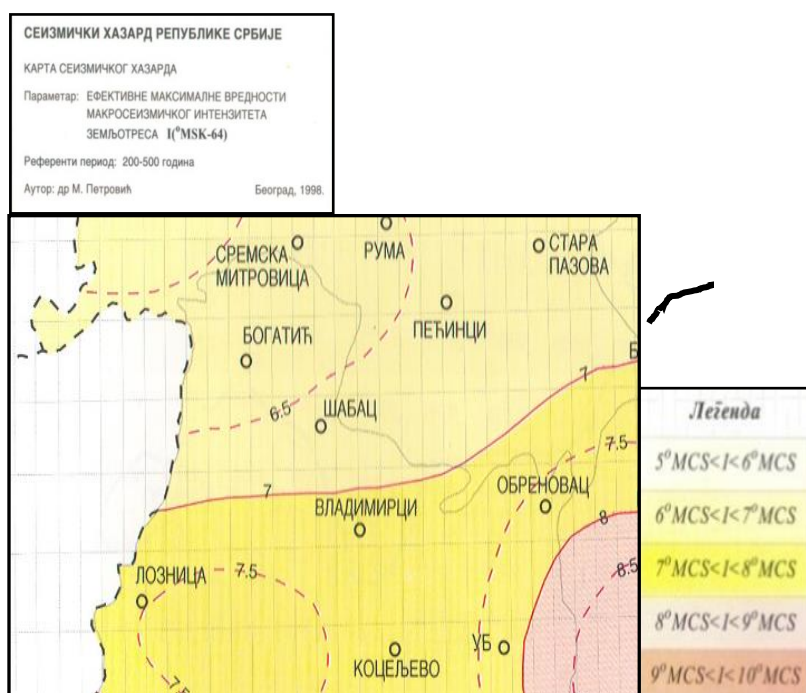 СЕИЗМИЧКИ ХАЗАРД РЕПУБЛИКЕ СРБИЈЕ
КАРТА СЕИЗМИЧКОГ ХАЗАРДА
Параметар: ЕФЕКТИВНЕ МАКСИМАЛНЕ ВРЕДНОСТИ
МАКРОСЕИЗМИЧКОГ ИНТЕНЗИТЕТА
ЗЕМЉОТРЕСА I(°MSK-64)
Референти период: 200-500 година
Аутор: др М. Петровић Београд, 1998.
СРЕМСКА
МИТРОВИЦА
РУМА
СТАРА
ПАЗОВА
ПЕЋИНЦИ
БОГАТИЋ
Б
7
6.5
ШАБАЦ
7.5
7
ОБРЕНОВАЦ
ВЛАДИМИРЦИ
8
ЛОЗНИЦА
7.5
8.5
УБ
КОЦЕЉЕВО
7.5
Легенда
5°MCS<I<6°MCS
6°MCS<I<7°MCS
7°MCS<I<8°MCS
8°MCS<I<9°MCS
9°MCS<I<10°MCS